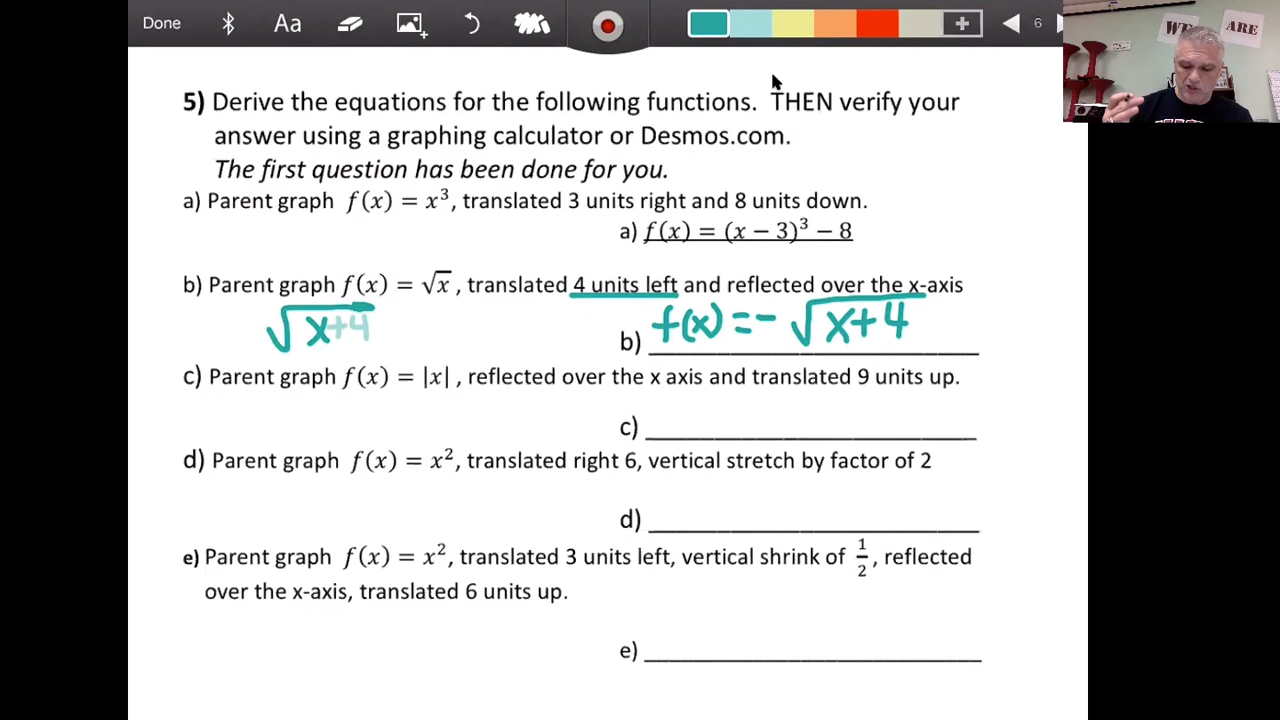 Done Aa 6
WE ARE
5) Derive the equations for the following functions. THEN verify your
answer using a graphing calculator or Desmos.com.
The first question has been done for you.
a) Parent graph f(x) = x³, translated 3 units right and 8 units down.
a) f(x) = (x − 3)³ − 8
b) Parent graph f(x) = √x , translated 4 units left and reflected over the x-axis
√x+4
b) f(x) = − √x+4
c) Parent graph f(x) = |x| , reflected over the x axis and translated 9 units up.
c)
d) Parent graph f(x) = x², translated right 6, vertical stretch by factor of 2
d)
e) Parent graph f(x) = x², translated 3 units left, vertical shrink of 1/2, reflected
over the x-axis, translated 6 units up.
e)